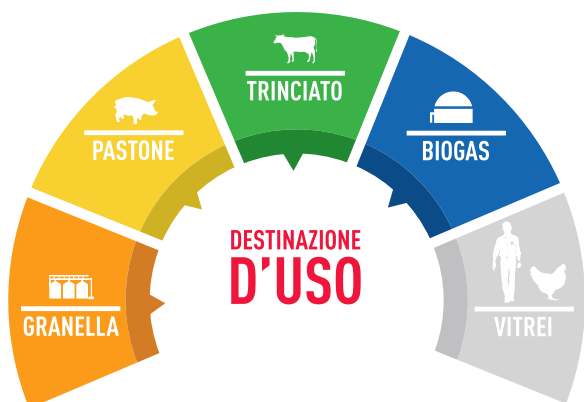 GRANELLA
PASTONE
TRINCIATO
BIOGAS
VITREI
DESTINAZIONE
D'USO